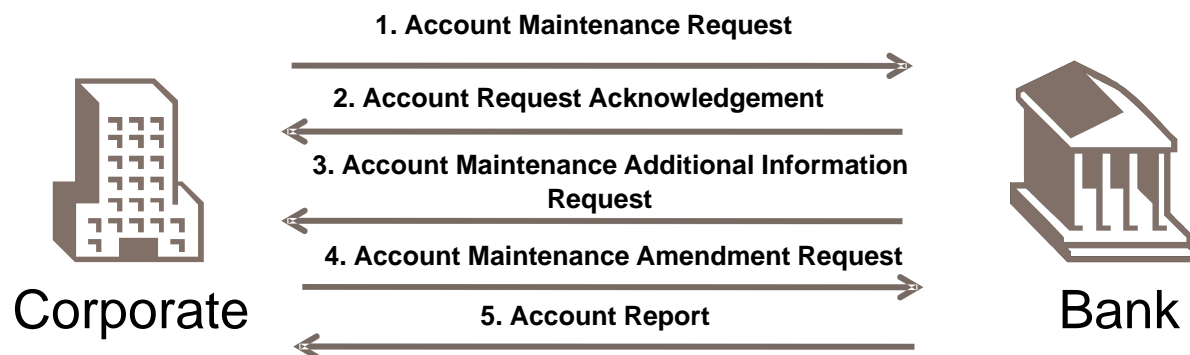 1. Account Maintenance Request
2. Account Request Acknowledgement
3. Account Maintenance Additional Information
Request
4. Account Maintenance Amendment Request
Corporate
5. Account Report
Bank